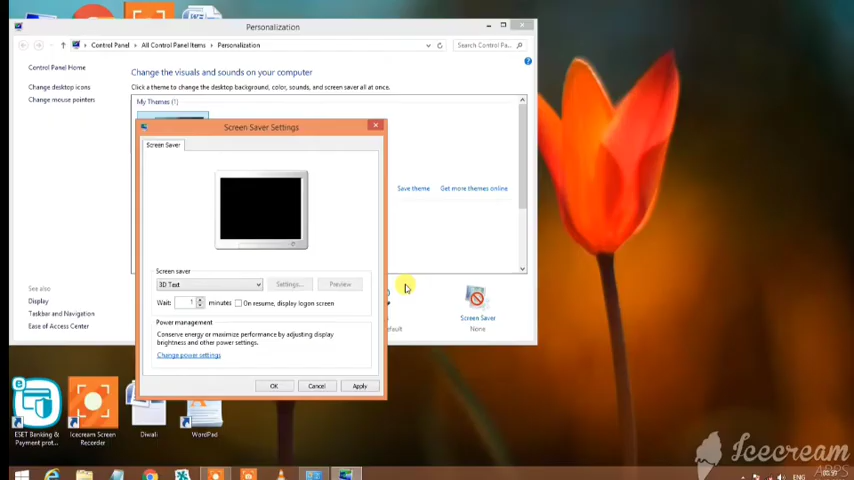 Personalization
Control Panel
All Control Panel Items
Personalization
Search Control Pa...
Control Panel Home
Change desktop icons
Change mouse pointers
Change the visuals and sounds on your computer
Click a theme to change the desktop background, color, sounds, and screen saver all at once.
My Themes (1)
Save theme
Get more themes online
Screen Saver Settings
Screen Saver
Screen saver
3D Text
Settings...
Preview
Wait: 1 minutes
On resume, display logon screen
Power management
Conserve energy or maximize performance by adjusting display
brightness and other power settings.
Change power settings
OK
Cancel
Apply
See also
Display
Taskbar and Navigation
Ease of Access Center
Screen Saver
None
ESET Banking &
Payment prot...
Icecream Screen
Recorder
Diwali
WordPad
Icecream
APPS
ENG